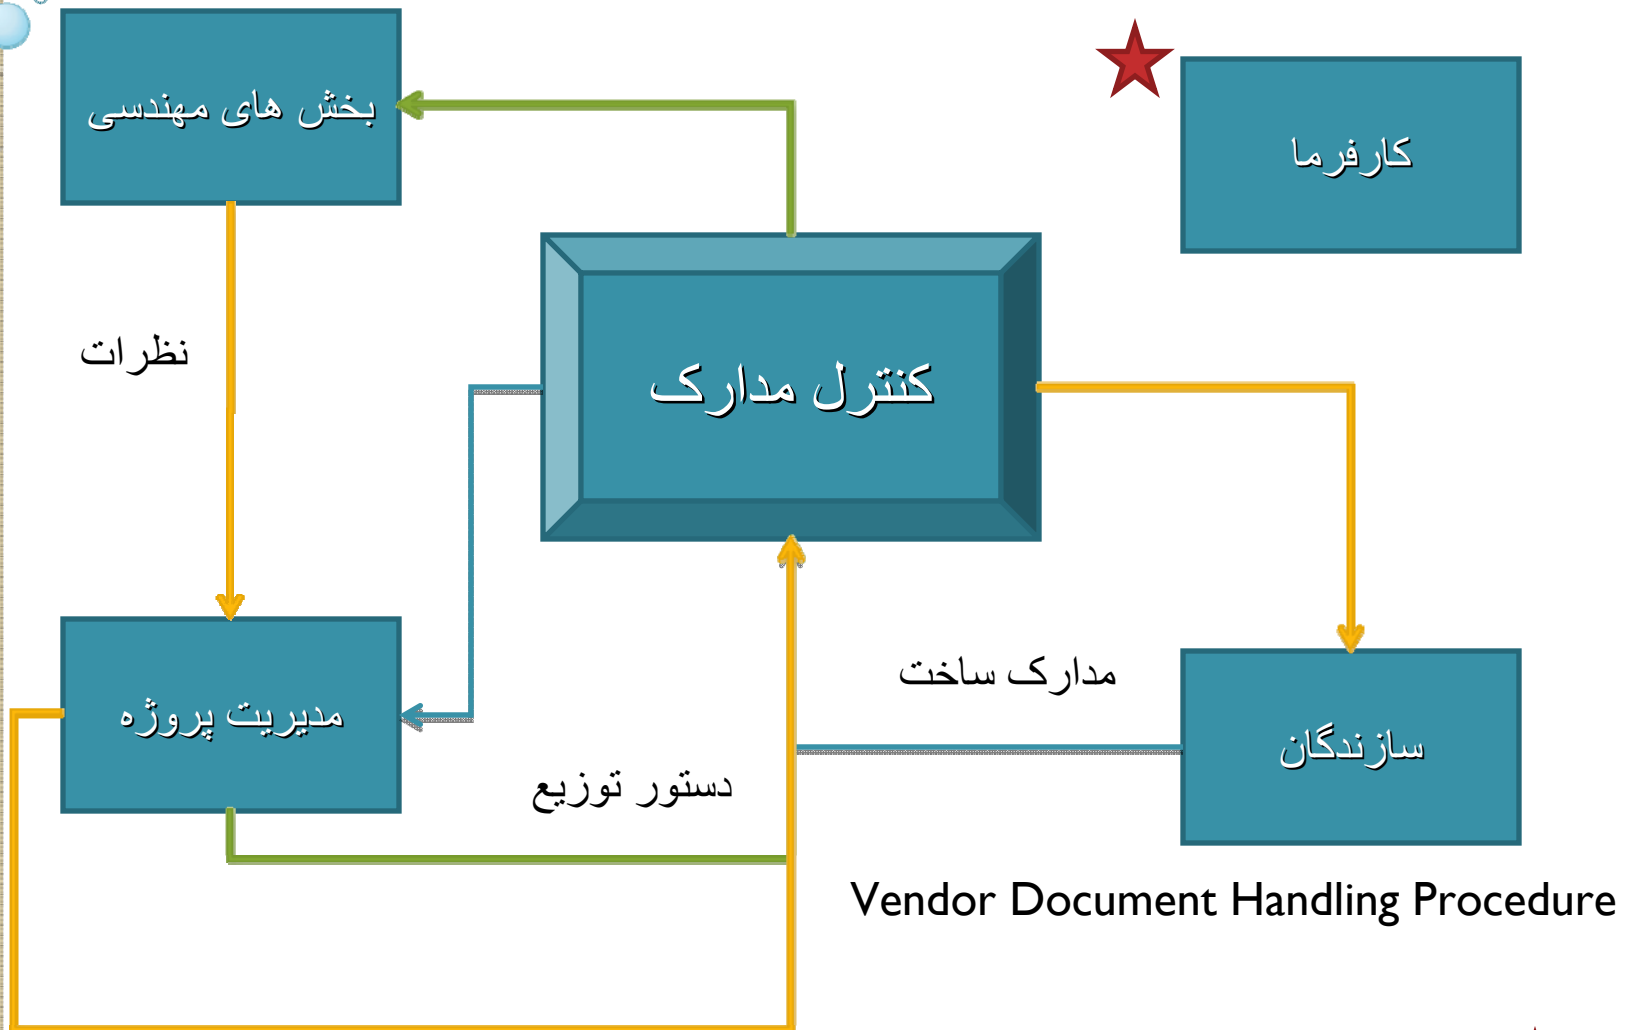 بخش های مهندسی
کارفرما
نظرات
کنترل مدارک
مدارک ساخت
مدیریت پروژه
سازندگان
دستور توزیع
Vendor Document Handling Procedure